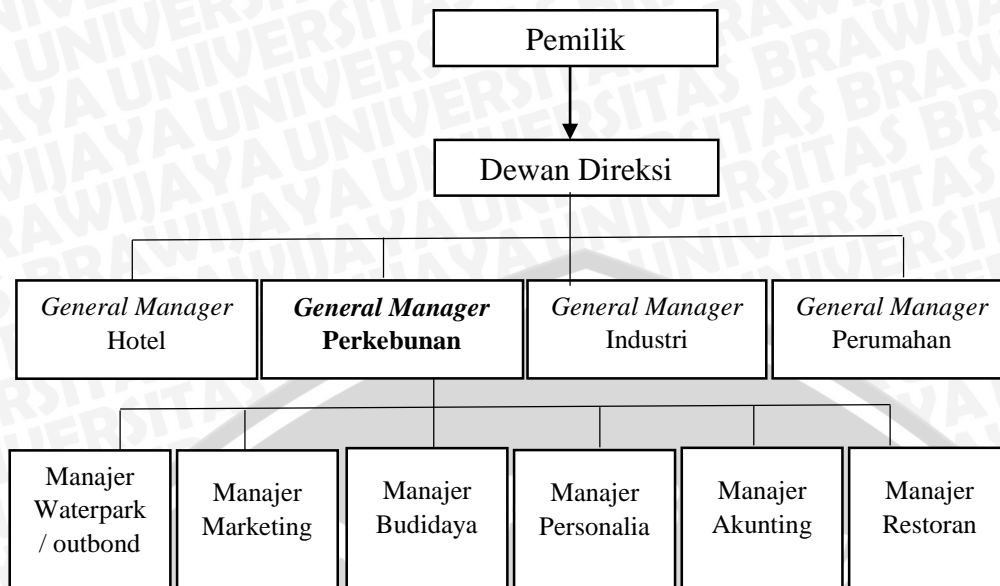 Pemilik
Dewan Direksi
General Manager
Hotel
General Manager
Perkebunan
General Manager
Industri
General Manager
Perumahan
Manajer
Waterpark
/ outbond
Manajer
Marketing
Manajer
Budidaya
Manajer
Personalia
Manajer
Akunting
Manajer
Restoran